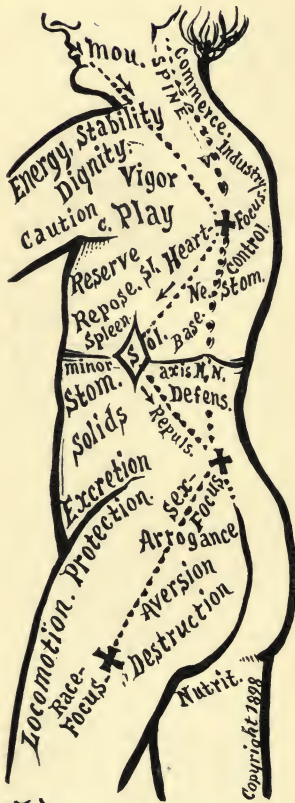 Mou.
Commerce.
SPINE
Industry.
Energy, Stability
Dignity.
Vigor
Caution c. Play
Focus.
Control.
Heart.
Reserve
Repose. Sl.
Spleen.
Ne. Stom.
Base.
Sol.
minor axis N.N.
Stom.
Defens.
Solids
Repuls.
Excretion
Sex-
Focus
Protection.
Arrogance
Locomotion.
Aversion
Destruction
Race-
Focus
Nutrit.
Copyright 1898